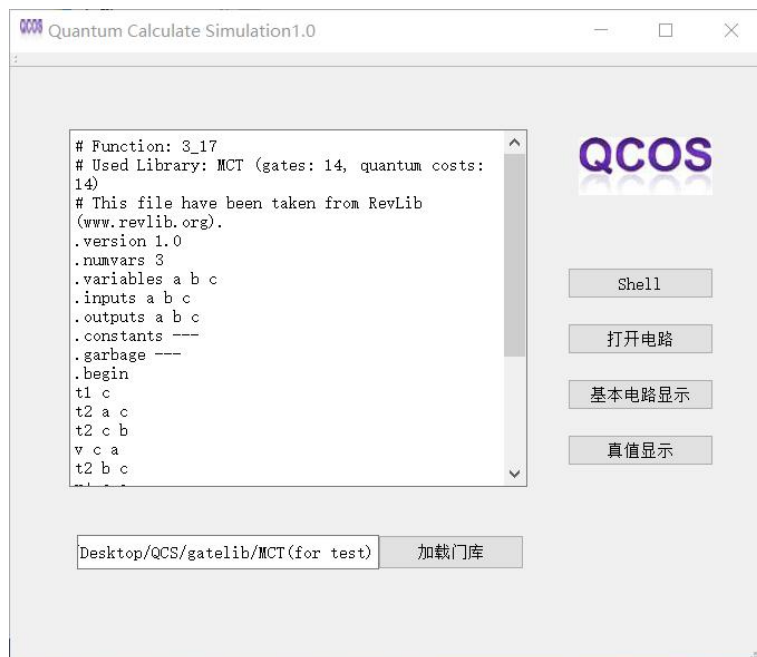 QCOS Quantum Calculate Simulation1.0
# Function: 3_17
# Used Library: MCT (gates: 14, quantum costs:
14)
# This file have been taken from RevLib
(www.revlib.org).
.version 1.0
.numvars 3
.variables a b c
.inputs a b c
.outputs a b c
.constants ---
.garbage ---
.begin
t1 c
t2 a c
t2 c b
v c a
t2 b c
QCOS
Shell
打开电路
基本电路显示
真值显示
Desktop/QCS/gatelib/MCT(for test)
加载门库